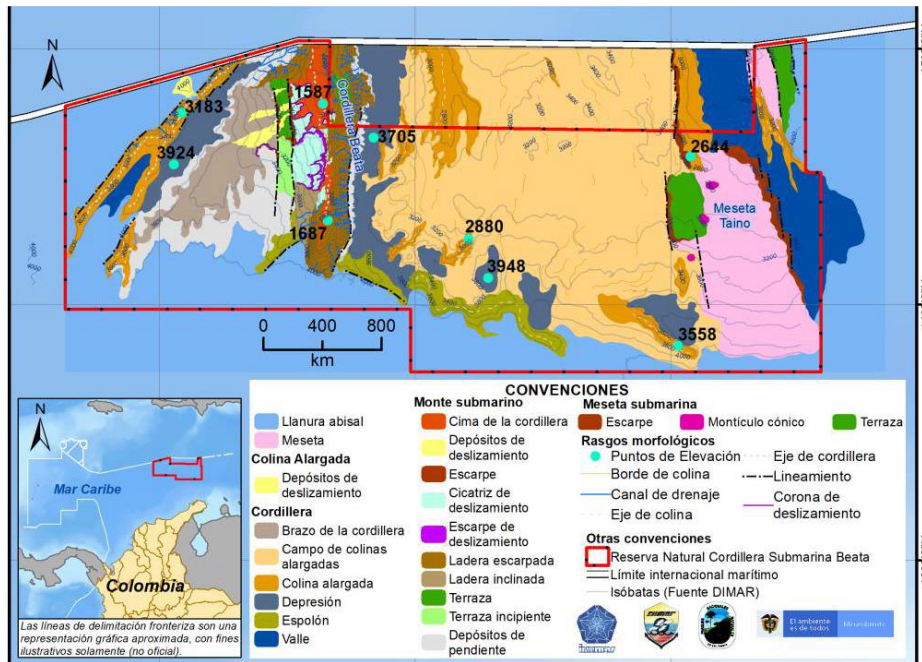 N
3183
3924
1587
Cordillera Beata
3705
1687
2880
3948
2644
Meseta
Taino
3558
0 400 800
km
N
Mar Caribe
Colombia
Las líneas de delimitación fronteriza son una
representación gráfica aproximada, con fines
ilustrativos solamente (no oficial).
CONVENCIONES
Llanura abisal
Meseta
Colina Alargada
Depósitos de
deslizamiento
Cordillera
Brazo de la cordillera
Campo de colinas
alargadas
Colina alargada
Depresión
Espolón
Valle
Monte submarino
Cima de la cordillera
Depósitos de
deslizamiento
Escarpe
Cicatriz de
deslizamiento
Escarpe de
deslizamiento
Ladera escarpada
Ladera inclinada
Terraza
Terraza incipiente
Depósitos de
pendiente
Meseta submarina
Escarpe
Montículo cónico
Terraza
Rasgos morfológicos
Puntos de Elevación
Borde de colina
Canal de drenaje
Eje de colina
Eje de cordillera
Lineamiento
Corona de
deslizamiento
Otras convenciones
Reserva Natural Cordillera Submarina Beata
Límite internacional marítimo
Isóbatas (Fuente DIMAR)
invemar
El ambiente
es de todos
Minambiente